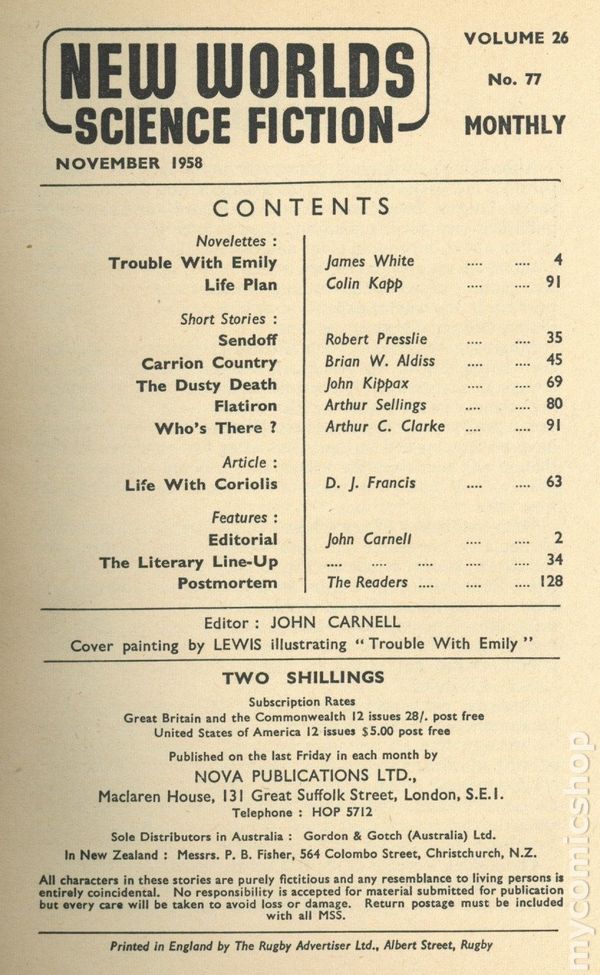 NEW WORLDS
SCIENCE FICTION
VOLUME 26
No. 77
MONTHLY
NOVEMBER 1958
CONTENTS
Novelettes :
Trouble With Emily James White .... .... 4
Life Plan Colin Kapp .... .... 91
Short Stories :
Sendoff Robert Presslie .... 35
Carrion Country Brian W. Aldiss .... 45
The Dusty Death John Kippax .... .... 69
Flatiron Arthur Sellings .... .... 80
Who's There ? Arthur C. Clarke .... .... 91
Article :
Life With Coriolis D. J. Francis .... .... 63
Features :
Editorial John Carnell .... .... 2
The Literary Line-Up .... .... .... .... .... 34
Postmortem The Readers .... .... .... 128
Editor : JOHN CARNELL
Cover painting by LEWIS illustrating "Trouble With Emily"
TWO SHILLINGS
Subscription Rates
Great Britain and the Commonwealth 12 issues 28/. post free
United States of America 12 issues $5.00 post free
Published on the last Friday in each month by
NOVA PUBLICATIONS LTD.,
Maclaren House, 131 Great Suffolk Street, London, S.E.1.
Telephone : HOP 5712
Sole Distributors in Australia : Gordon & Gotch (Australia) Ltd.
In New Zealand : Messrs. P. B. Fisher, 564 Colombo Street, Christchurch, N.Z.
All characters in these stories are purely fictitious and any resemblance to living persons is
entirely coincidental. No responsibility is accepted for material submitted for publication
but every care will be taken to avoid loss or damage. Return postage must be included
with all MSS.
Printed in England by The Rugby Advertiser Ltd., Albert Street, Rugby
mycomicshop